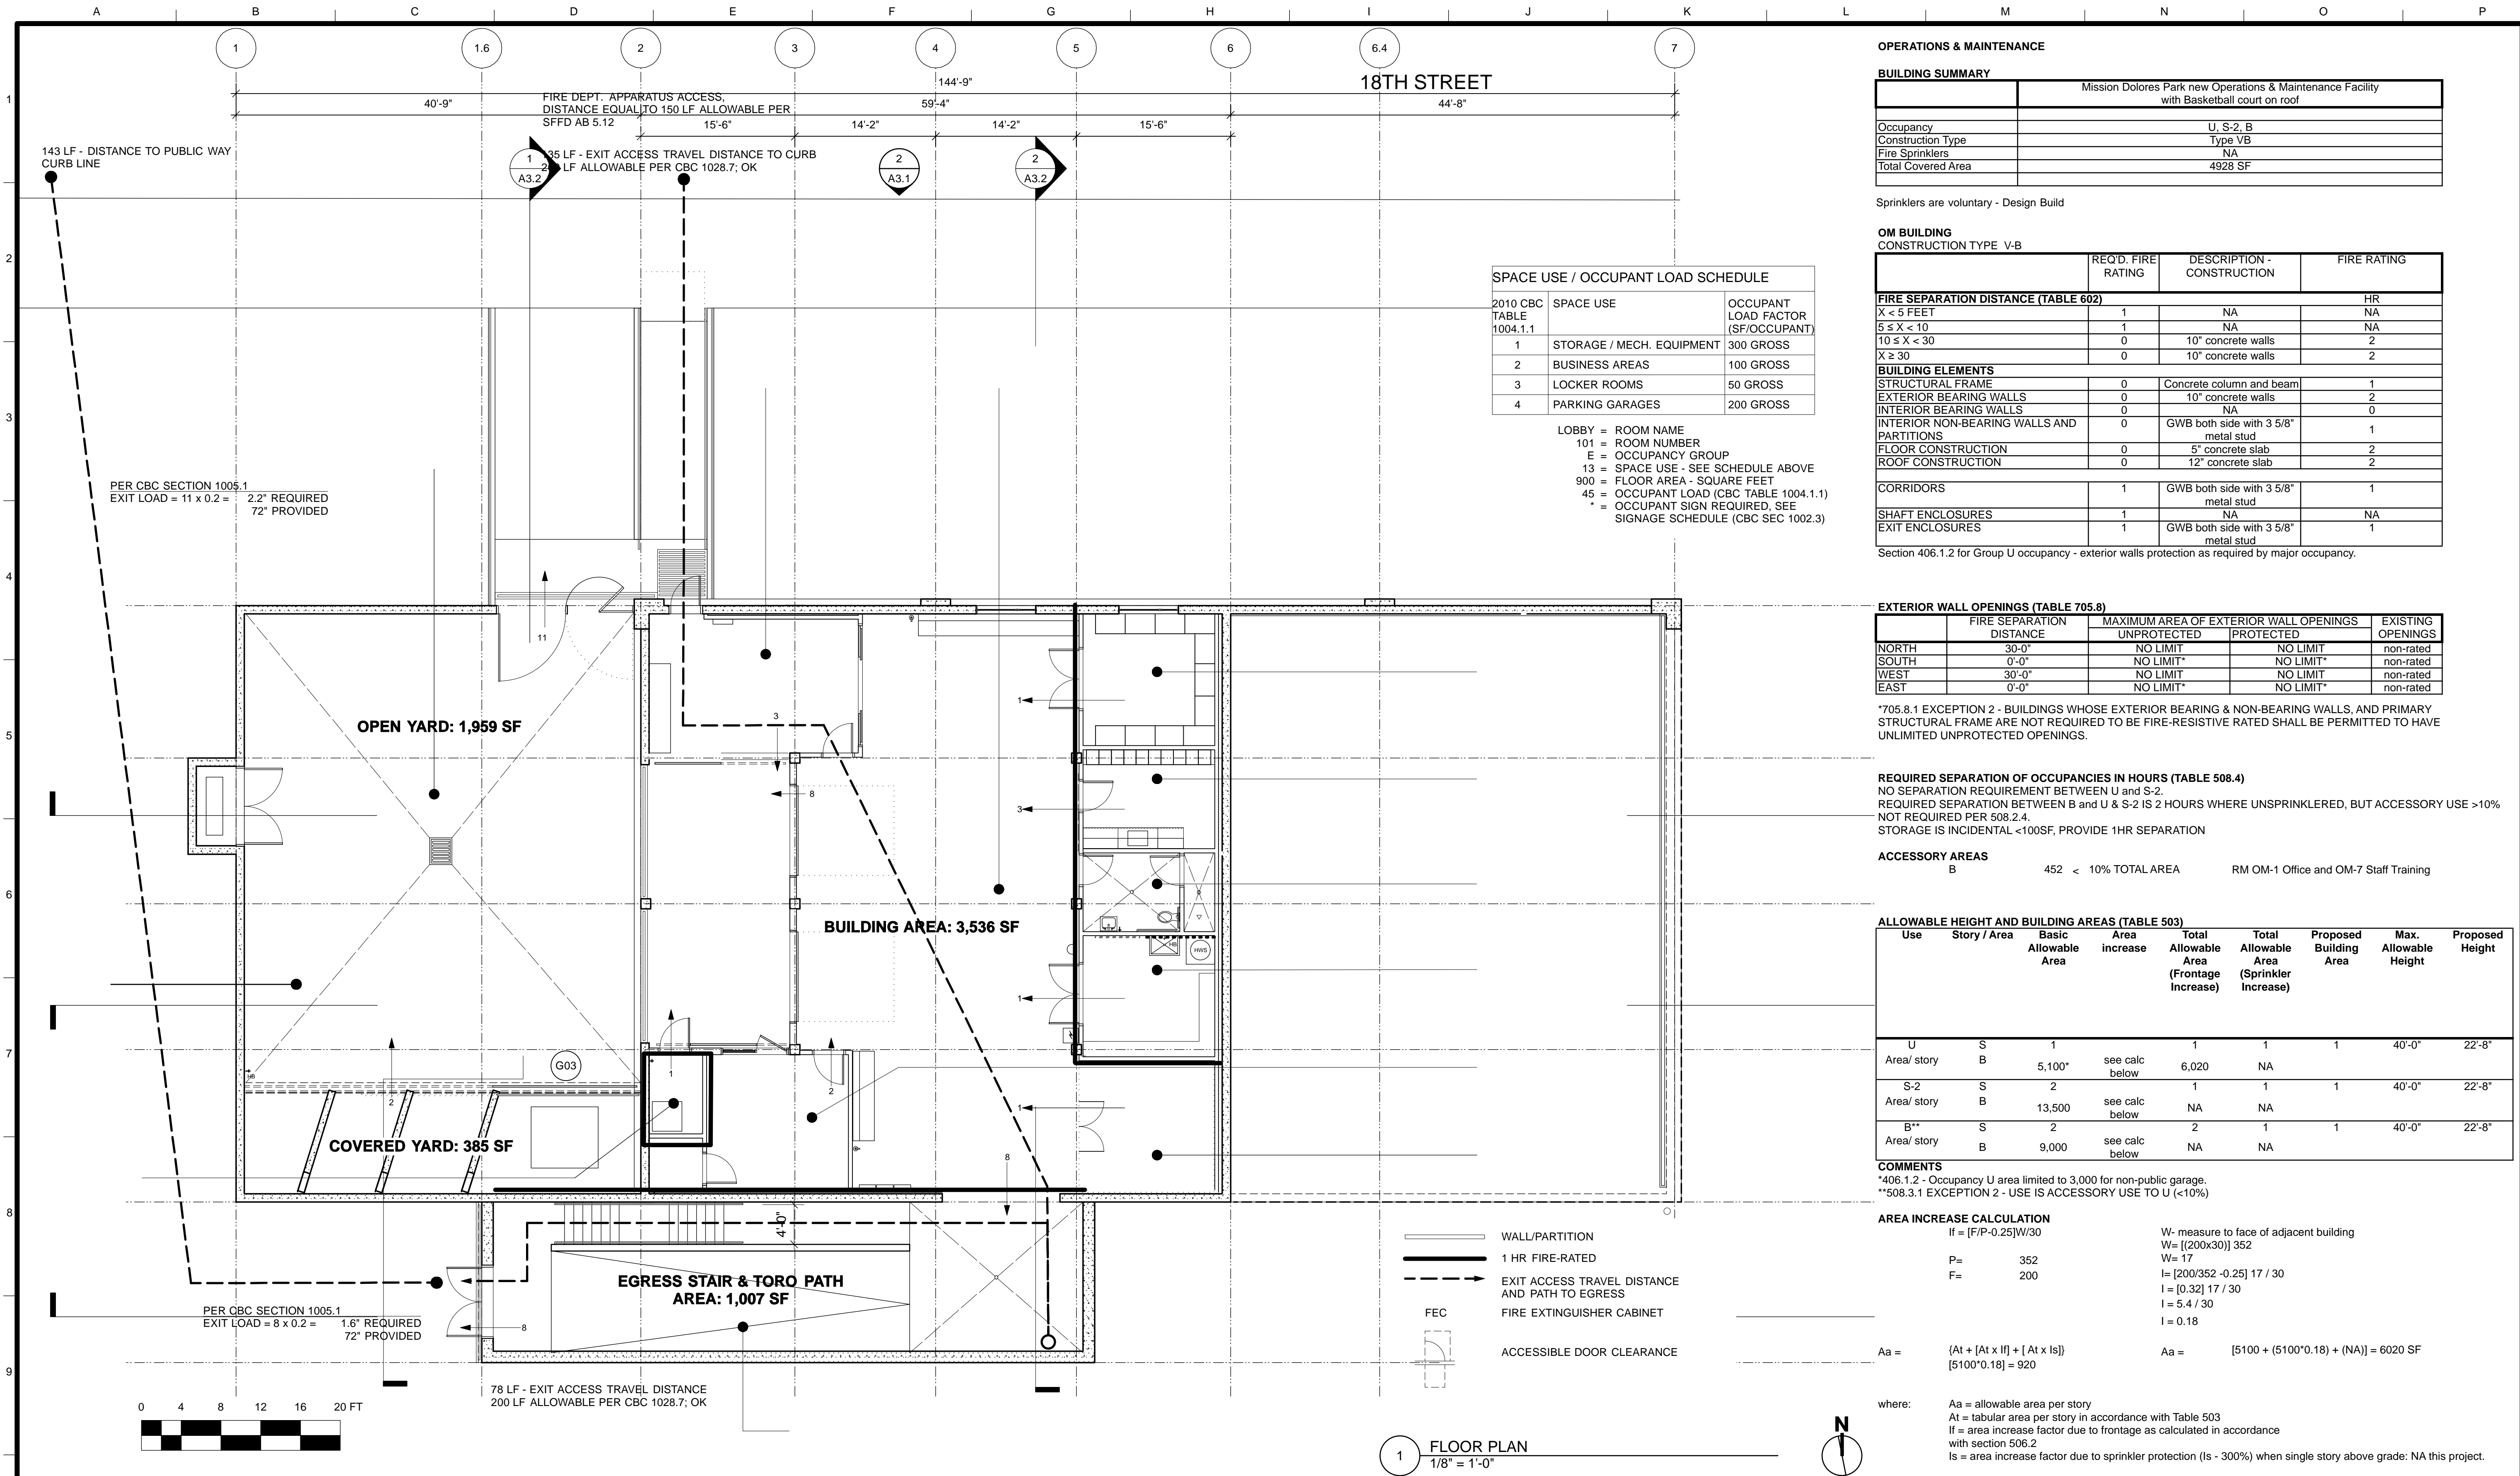 A B C D E F G H I J K L M N O P
1 1.6 2 3 4 5 6 6.4 7
1
2
3
4
5
6
7
8
9
144'-9"
18TH STREET
40'-9" 59'-4" 44'-8"
15'-6" 14'-2" 14'-2" 15'-6"
FIRE DEPT. APPARATUS ACCESS,
DISTANCE EQUAL TO 150 LF ALLOWABLE PER
SFFD AB 5.12
143 LF - DISTANCE TO PUBLIC WAY
CURB LINE
35 LF - EXIT ACCESS TRAVEL DISTANCE TO CURB
LF ALLOWABLE PER CBC 1028.7; OK
1
A3.2
2
A3.1
2
A3.2
PER CBC SECTION 1005.1
EXIT LOAD = 11 x 0.2 = 2.2" REQUIRED
72" PROVIDED
SPACE USE / OCCUPANT LOAD SCHEDULE
2010 CBC TABLE 1004.1.1 SPACE USE OCCUPANT LOAD FACTOR (SF/OCCUPANT)
1 STORAGE / MECH. EQUIPMENT 300 GROSS
2 BUSINESS AREAS 100 GROSS
3 LOCKER ROOMS 50 GROSS
4 PARKING GARAGES 200 GROSS
LOBBY = ROOM NAME
101 = ROOM NUMBER
E = OCCUPANCY GROUP
13 = SPACE USE - SEE SCHEDULE ABOVE
900 = FLOOR AREA - SQUARE FEET
45 = OCCUPANT LOAD (CBC TABLE 1004.1.1)
* = OCCUPANT SIGN REQUIRED, SEE
SIGNAGE SCHEDULE (CBC SEC 1002.3)
11
3
8
1
3
1
OPEN YARD: 1,959 SF
BUILDING AREA: 3,536 SF
HB
HWS
HB
G03
2
1
2
1
8
COVERED YARD: 385 SF
4'-0"
EGRESS STAIR & TORO PATH
AREA: 1,007 SF
8
PER CBC SECTION 1005.1
EXIT LOAD = 8 x 0.2 = 1.6" REQUIRED
72" PROVIDED
78 LF - EXIT ACCESS TRAVEL DISTANCE
200 LF ALLOWABLE PER CBC 1028.7; OK
0 4 8 12 16 20 FT
WALL/PARTITION
1 HR FIRE-RATED
EXIT ACCESS TRAVEL DISTANCE
AND PATH TO EGRESS
FEC FIRE EXTINGUISHER CABINET
ACCESSIBLE DOOR CLEARANCE
1 FLOOR PLAN
1/8" = 1'-0"
N
OPERATIONS & MAINTENANCE
BUILDING SUMMARY
Mission Dolores Park new Operations & Maintenance Facility
with Basketball court on roof
Occupancy U, S-2, B
Construction Type Type VB
Fire Sprinklers NA
Total Covered Area 4928 SF
Sprinklers are voluntary - Design Build
OM BUILDING
CONSTRUCTION TYPE V-B
REQ'D. FIRE RATING DESCRIPTION - CONSTRUCTION FIRE RATING
FIRE SEPARATION DISTANCE (TABLE 602) HR
X < 5 FEET 1 NA NA
5 ≤ X < 10 1 NA NA
10 ≤ X < 30 0 10" concrete walls 2
X ≥ 30 0 10" concrete walls 2
BUILDING ELEMENTS
STRUCTURAL FRAME 0 Concrete column and beam 1
EXTERIOR BEARING WALLS 0 10" concrete walls 2
INTERIOR BEARING WALLS 0 NA 0
INTERIOR NON-BEARING WALLS AND PARTITIONS 0 GWB both side with 3 5/8" metal stud 1
FLOOR CONSTRUCTION 0 5" concrete slab 2
ROOF CONSTRUCTION 0 12" concrete slab 2
CORRIDORS 1 GWB both side with 3 5/8" metal stud 1
SHAFT ENCLOSURES 1 NA NA
EXIT ENCLOSURES 1 GWB both side with 3 5/8" metal stud 1
Section 406.1.2 for Group U occupancy - exterior walls protection as required by major occupancy.
EXTERIOR WALL OPENINGS (TABLE 705.8)
FIRE SEPARATION DISTANCE MAXIMUM AREA OF EXTERIOR WALL OPENINGS EXISTING OPENINGS
UNPROTECTED PROTECTED
NORTH 30-0" NO LIMIT NO LIMIT non-rated
SOUTH 0'-0" NO LIMIT* NO LIMIT* non-rated
WEST 30'-0" NO LIMIT NO LIMIT non-rated
EAST 0'-0" NO LIMIT* NO LIMIT* non-rated
*705.8.1 EXCEPTION 2 - BUILDINGS WHOSE EXTERIOR BEARING & NON-BEARING WALLS, AND PRIMARY
STRUCTURAL FRAME ARE NOT REQUIRED TO BE FIRE-RESISTIVE RATED SHALL BE PERMITTED TO HAVE
UNLIMITED UNPROTECTED OPENINGS.
REQUIRED SEPARATION OF OCCUPANCIES IN HOURS (TABLE 508.4)
NO SEPARATION REQUIREMENT BETWEEN U and S-2.
REQUIRED SEPARATION BETWEEN B and U & S-2 IS 2 HOURS WHERE UNSPRINKLERED, BUT ACCESSORY USE >10%
NOT REQUIRED PER 508.2.4.
STORAGE IS INCIDENTAL <100SF, PROVIDE 1HR SEPARATION
ACCESSORY AREAS
B 452 < 10% TOTAL AREA RM OM-1 Office and OM-7 Staff Training
ALLOWABLE HEIGHT AND BUILDING AREAS (TABLE 503)
Use Story / Area Basic Allowable Area Area increase Total Allowable Area (Frontage Increase) Total Allowable Area (Sprinkler Increase) Proposed Building Area Max. Allowable Height Proposed Height
U S 1 1 1 1 40'-0" 22'-8"
Area/ story B 5,100* see calc below 6,020 NA
S-2 S 2 1 1 1 40'-0" 22'-8"
Area/ story B 13,500 see calc below NA NA
B** S 2 2 1 1 40'-0" 22'-8"
Area/ story B 9,000 see calc below NA NA
COMMENTS
*406.1.2 - Occupancy U area limited to 3,000 for non-public garage.
**508.3.1 EXCEPTION 2 - USE IS ACCESSORY USE TO U (<10%)
AREA INCREASE CALCULATION
If = [F/P-0.25]W/30
P= 352
F= 200
W- measure to face of adjacent building
W= [(200x30)] 352
W= 17
I= [200/352 -0.25] 17 / 30
I = [0.32] 17 / 30
I = 5.4 / 30
I = 0.18
Aa = {At + [At x If] + [ At x Is]}
[5100*0.18] = 920
Aa = [5100 + (5100*0.18) + (NA)] = 6020 SF
where: Aa = allowable area per story
At = tabular area per story in accordance with Table 503
If = area increase factor due to frontage as calculated in accordance
with section 506.2
Is = area increase factor due to sprinkler protection (Is - 300%) when single story above grade: NA this project.